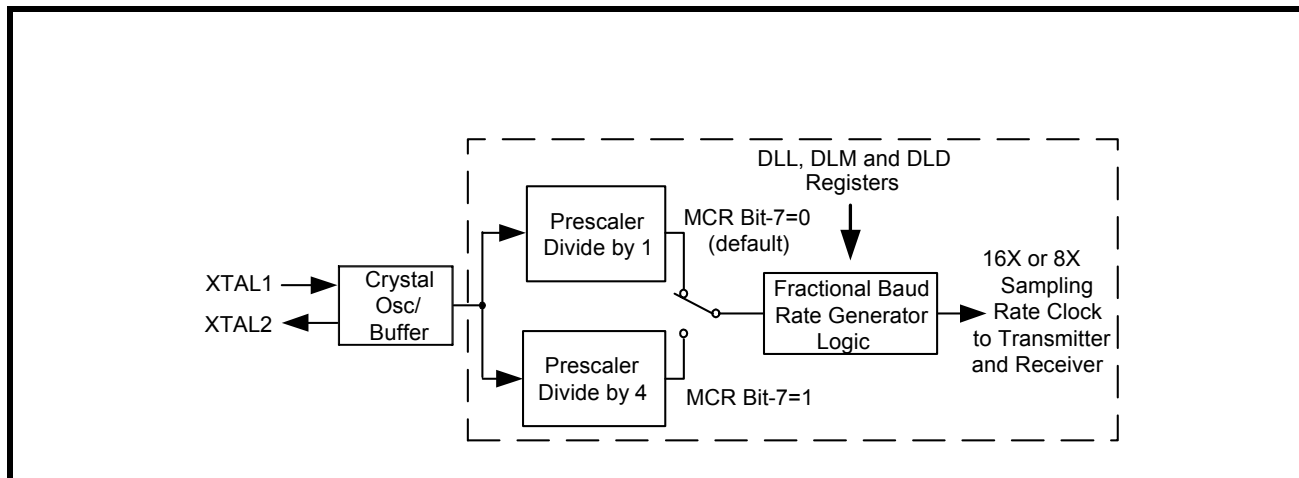 DLL, DLM and DLD
Registers
Prescaler
Divide by 1
MCR Bit-7=0
(default)
XTAL1
XTAL2
Crystal
Osc/
Buffer
Fractional Baud
Rate Generator
Logic
16X or 8X
Sampling
Rate Clock
to Transmitter
and Receiver
Prescaler
Divide by 4
MCR Bit-7=1